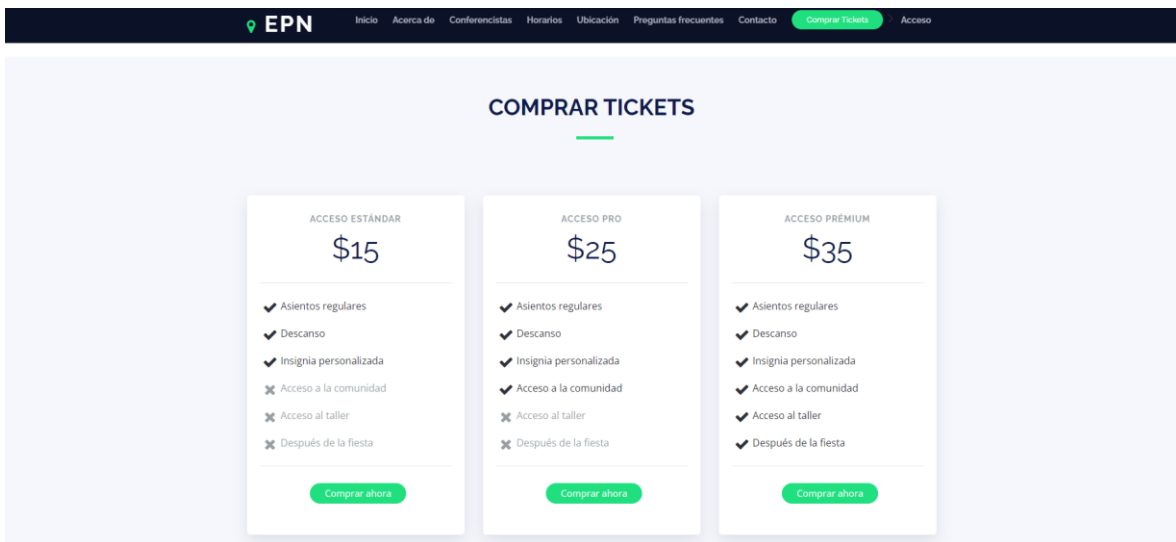 EPN
Inicio Acerca de Conferencistas Horarios Ubicación Preguntas frecuentes Contacto Comprar Tickets Acceso
COMPRAR TICKETS
ACCESO ESTÁNDAR
$15
Asientos regulares
Descanso
Insignia personalizada
Acceso a la comunidad
Acceso al taller
Después de la fiesta
Comprar ahora
ACCESO PRO
$25
Asientos regulares
Descanso
Insignia personalizada
Acceso a la comunidad
Acceso al taller
Después de la fiesta
Comprar ahora
ACCESO PRÉMIUM
$35
Asientos regulares
Descanso
Insignia personalizada
Acceso a la comunidad
Acceso al taller
Después de la fiesta
Comprar ahora